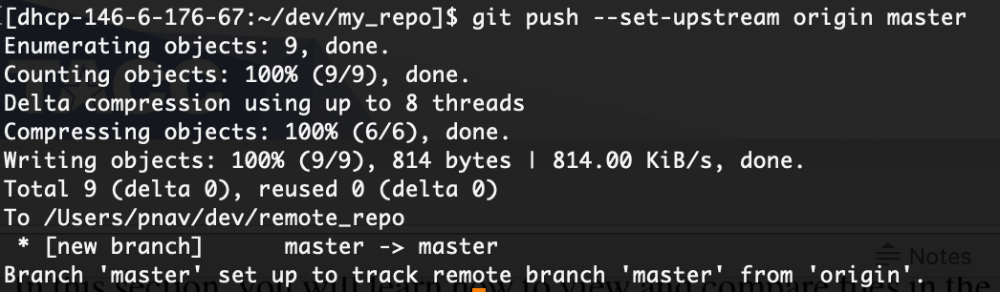 [dhcp-146-6-176-67:~/dev/my_repo]$ git push --set-upstream origin master
Enumerating objects: 9, done.
Counting objects: 100% (9/9), done.
Delta compression using up to 8 threads
Compressing objects: 100% (6/6), done.
Writing objects: 100% (9/9), 814 bytes | 814.00 KiB/s, done.
Total 9 (delta 0), reused 0 (delta 0)
To /Users/pnav/dev/remote_repo
 * [new branch]      master -> master
Notes
Branch 'master' set up to track remote branch 'master' from 'origin'.